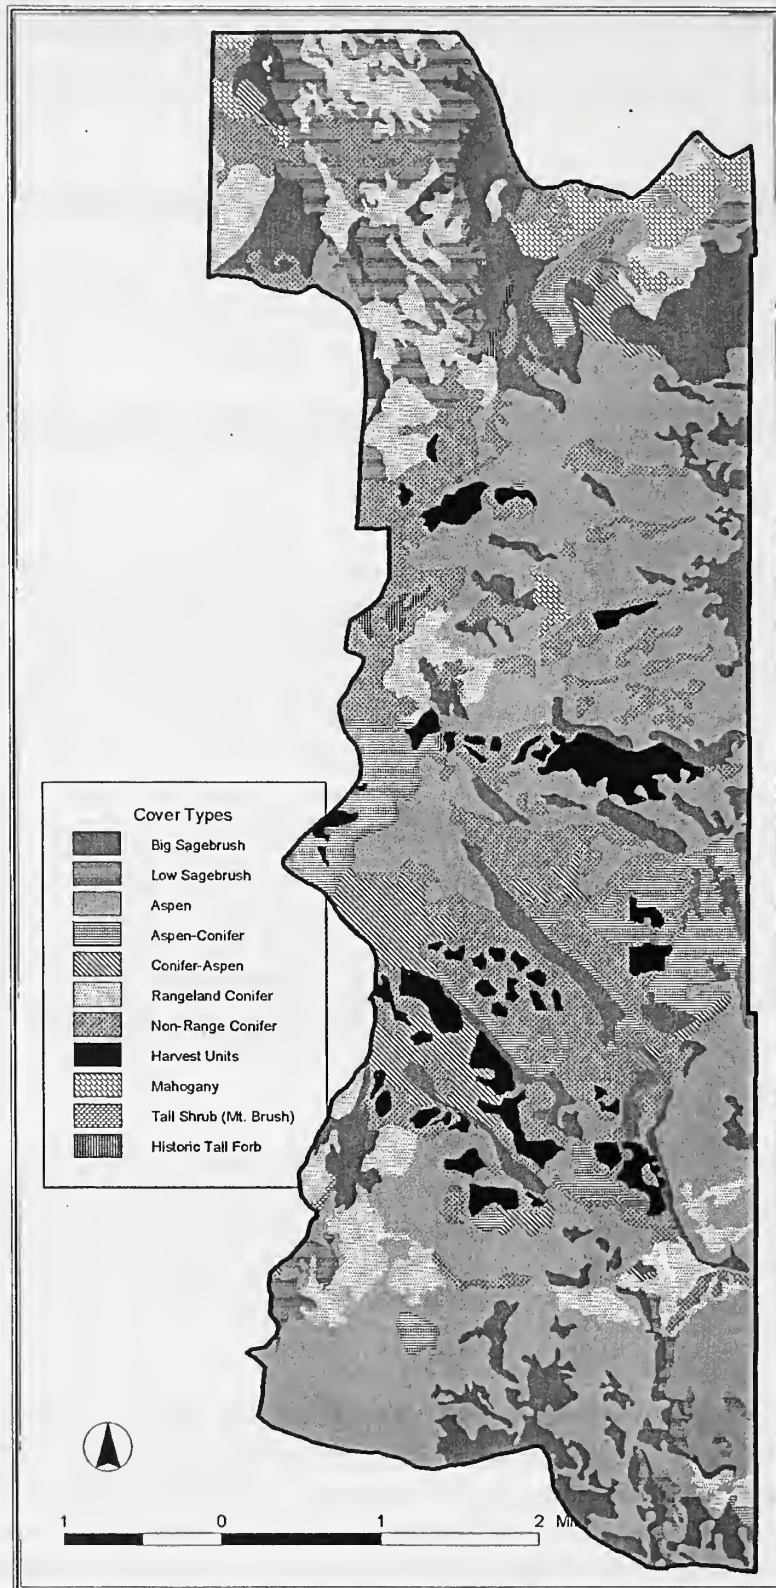 Cover Types
Big Sagebrush
Low Sagebrush
Aspen
Aspen-Conifer
Conifer-Aspen
Rangeland Conifer
Non-Range Conifer
Harvest Units
Mahogany
Tall Shrub (Mt. Brush)
Historic Tall Forb
1 0 1 2